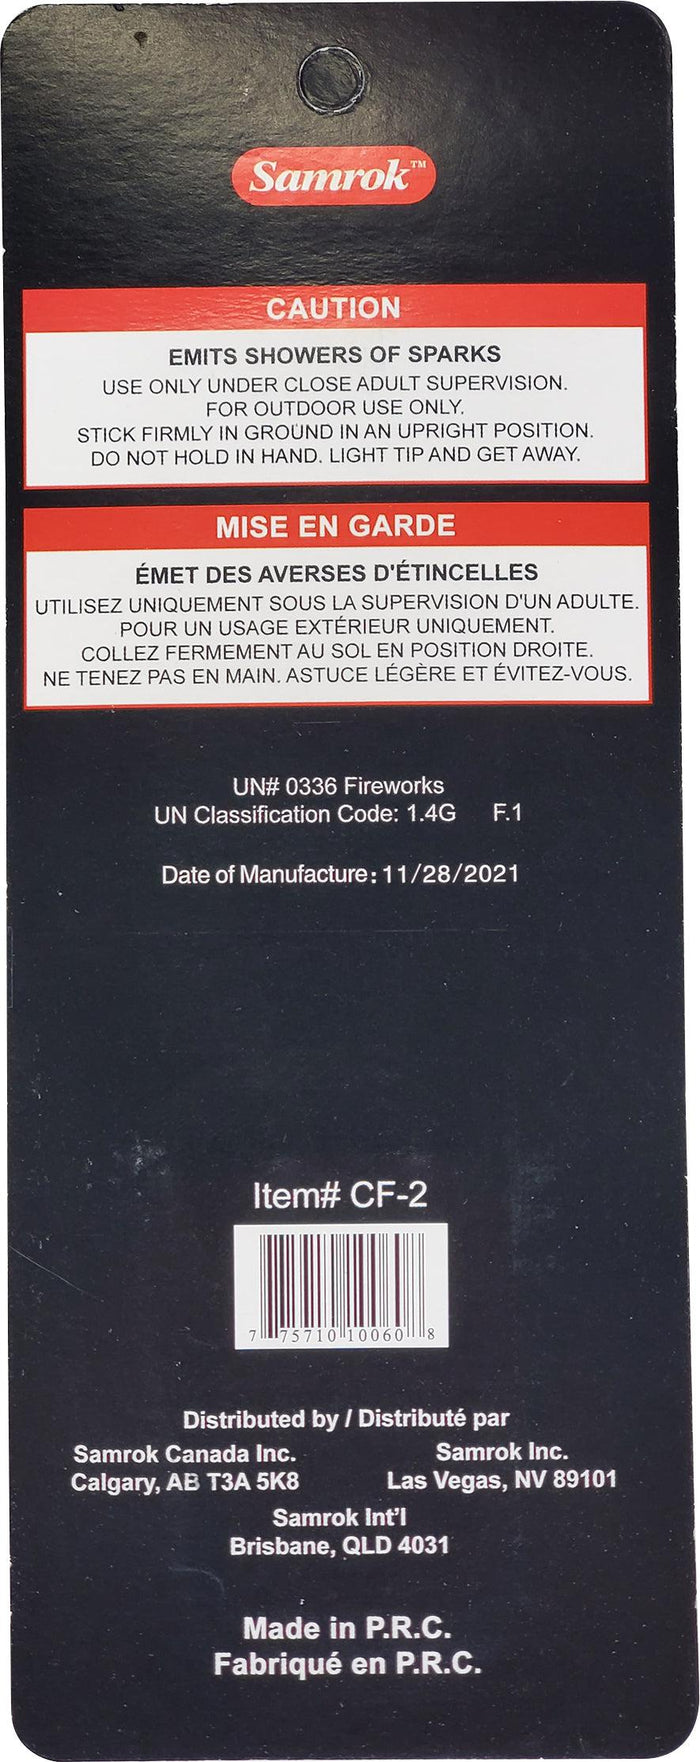 Samrok™
CAUTION
EMITS SHOWERS OF SPARKS
USE ONLY UNDER CLOSE ADULT SUPERVISION.
FOR OUTDOOR USE ONLY.
STICK FIRMLY IN GROUND IN AN UPRIGHT POSITION.
DO NOT HOLD IN HAND. LIGHT TIP AND GET AWAY.
MISE EN GARDE
ÉMET DES AVERSES D'ÉTINCELLES
UTILISEZ UNIQUEMENT SOUS LA SUPERVISION D'UN ADULTE.
POUR UN USAGE EXTÉRIEUR UNIQUEMENT.
COLLEZ FERMEMENT AU SOL EN POSITION DROITE.
NE TENEZ PAS EN MAIN. ASTUCE LÉGÈRE ET ÉVITEZ-VOUS.
UN# 0336 Fireworks
UN Classification Code: 1.4G F.1
Date of Manufacture: 11/28/2021
Item# CF-2
7 75710 10060 8
Distributed by / Distributé par
Samrok Canada Inc. Samrok Inc.
Calgary, AB T3A 5K8 Las Vegas, NV 89101
Samrok Int'l
Brisbane, QLD 4031
Made in P.R.C.
Fabriqué en P.R.C.